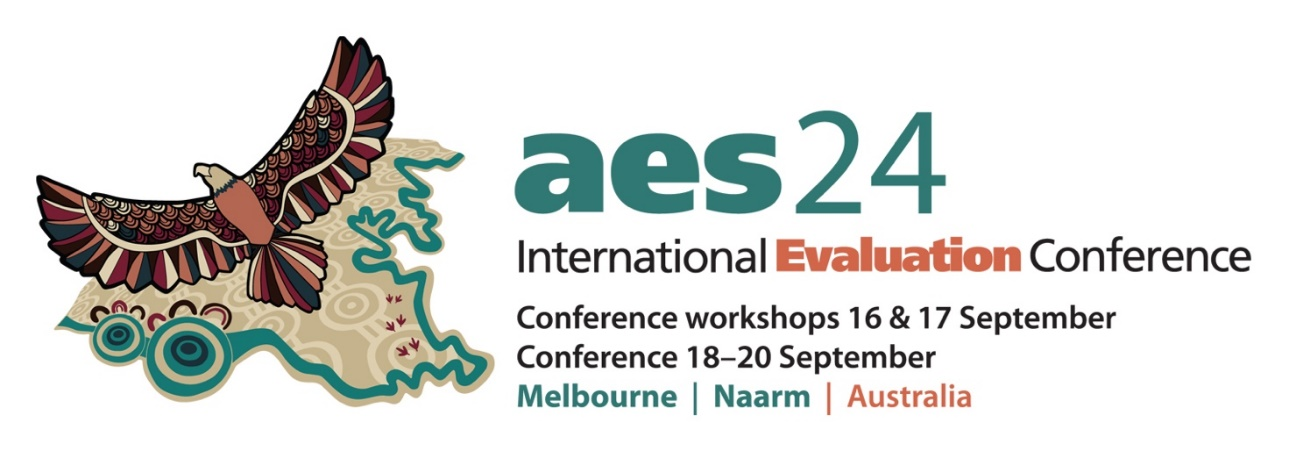 aes24
International Evaluation Conference
Conference workshops 16 & 17 September
Conference 18–20 September
Melbourne | Naarm | Australia